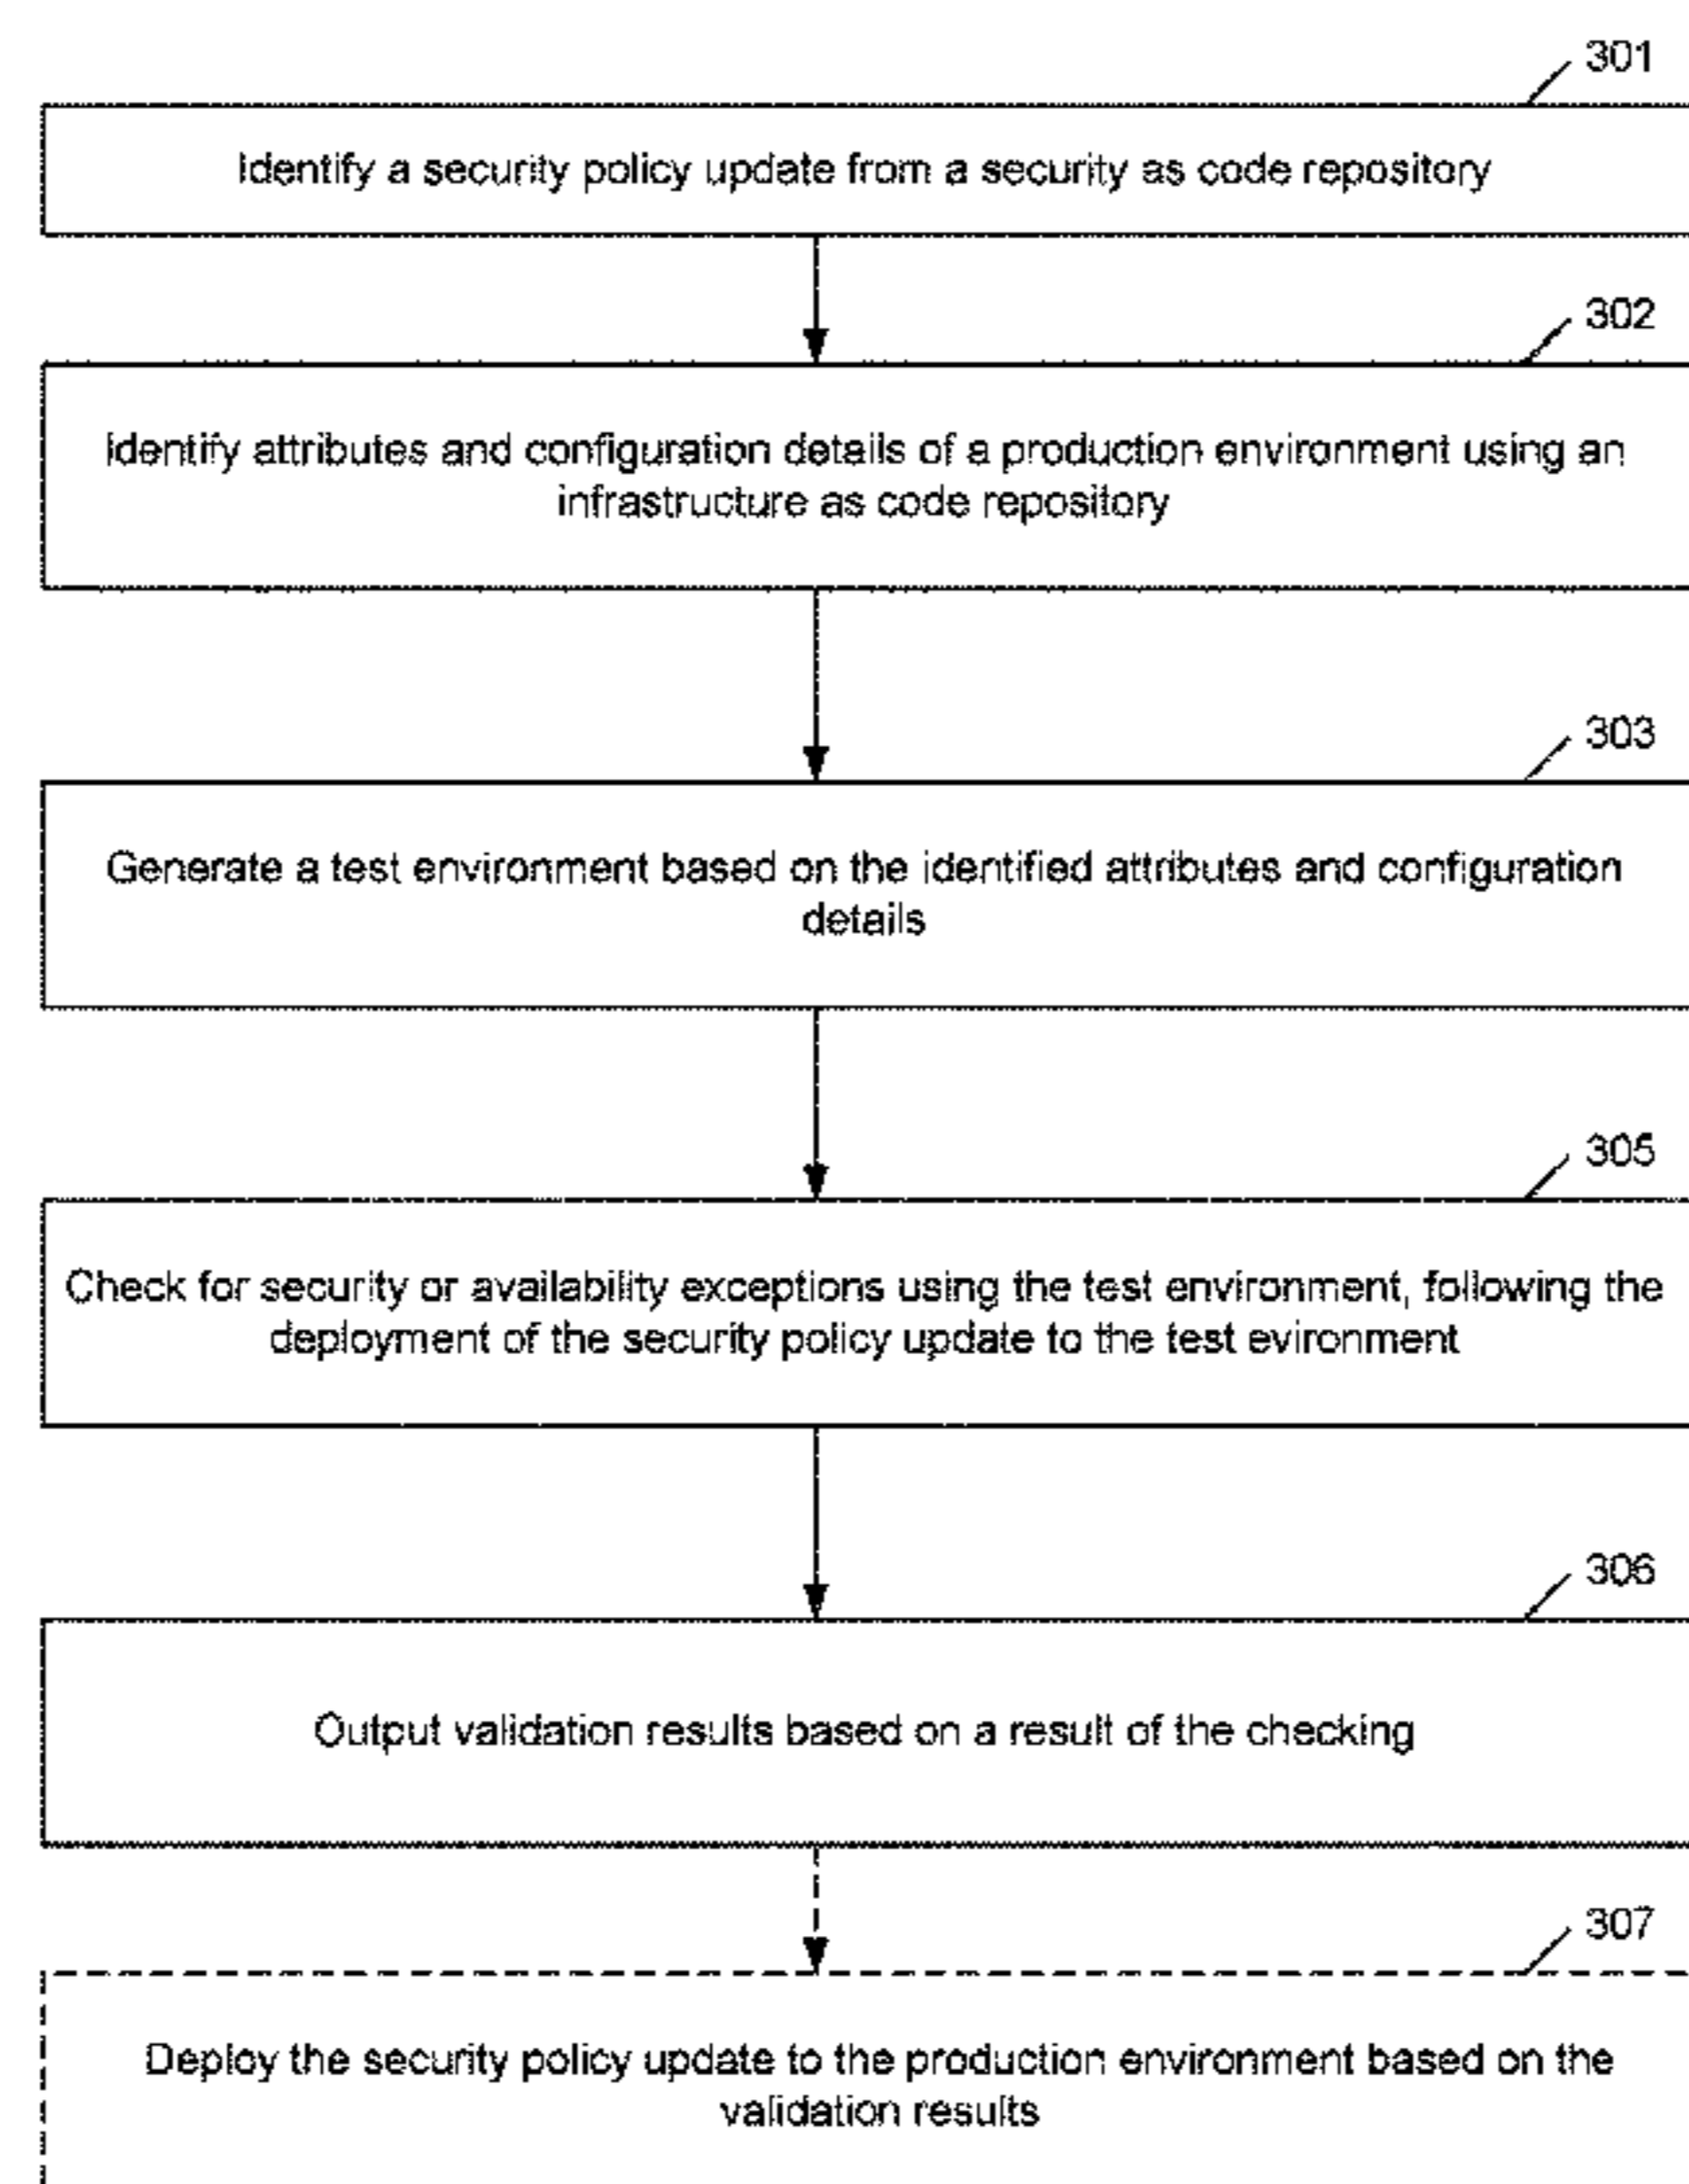 301
Identify a security policy update from a security as code repository
302
Identify attributes and configuration details of a production environment using an
infrastructure as code repository
303
Generate a test environment based on the identified attributes and configuration
details
305
Check for security or availability exceptions using the test environment, following the
deployment of the security policy update to the test evironment
306
Output validation results based on a result of the checking
307
Deploy the security policy update to the production environment based on the
validation results